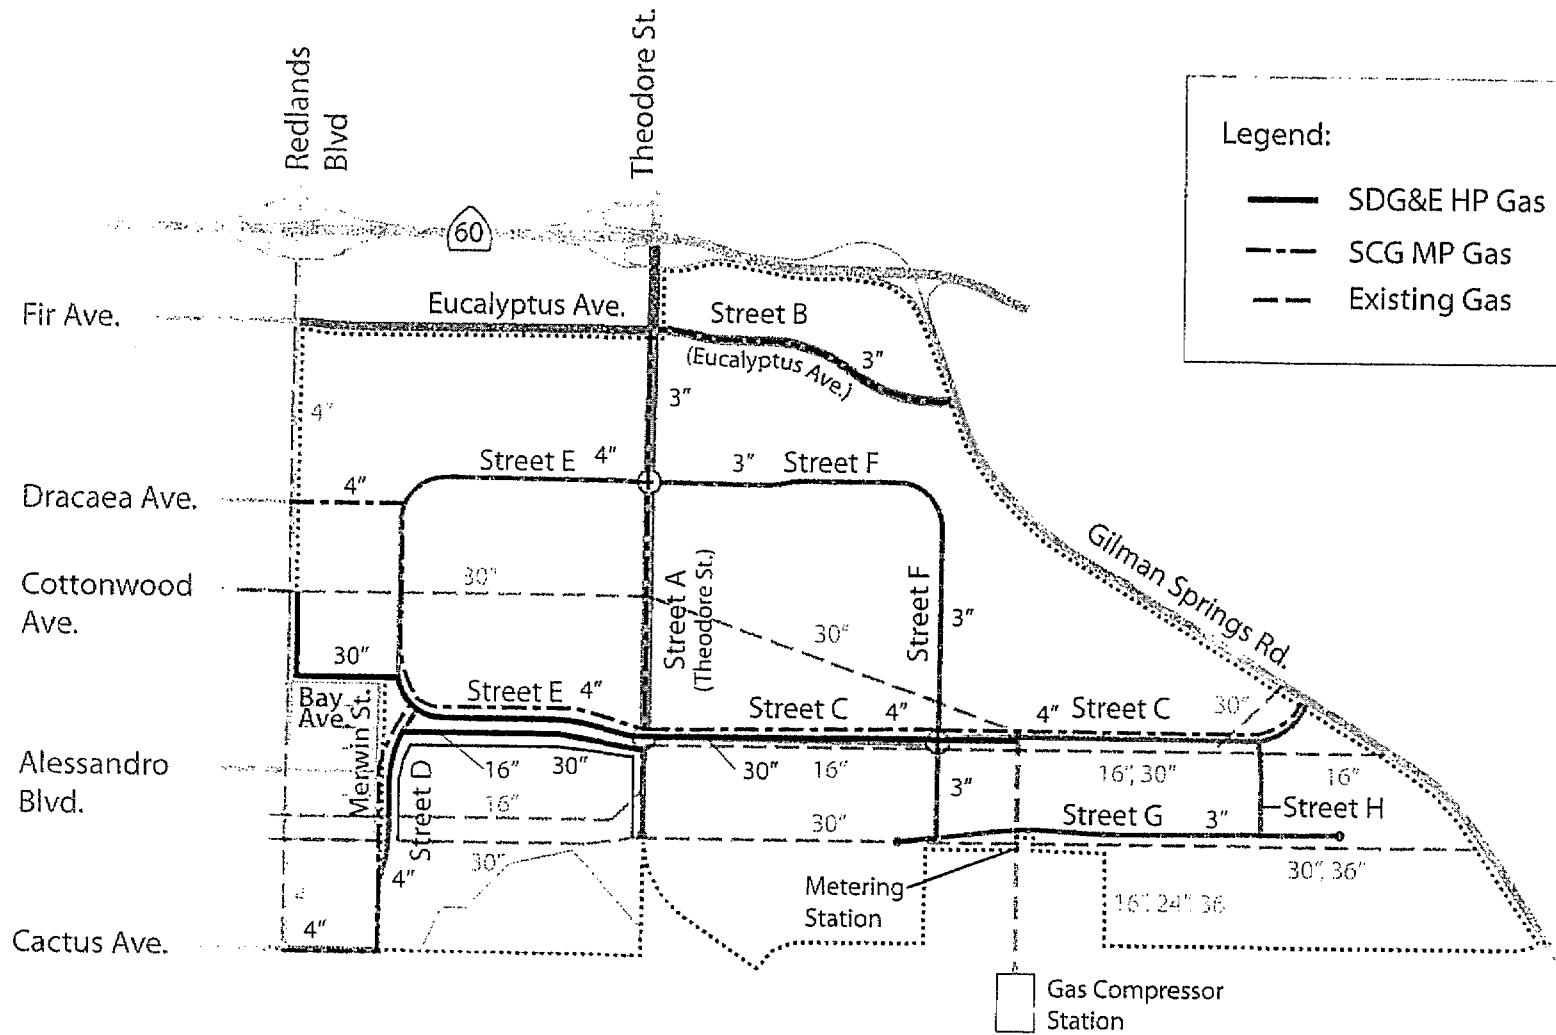 Redlands
Blvd
Theodore St.
60
Legend:
SDG&E HP Gas
SCG MP Gas
Existing Gas
Fir Ave.
Eucalyptus Ave.
Street B
(Eucalyptus Ave.)
3"
3"
4"
Street E
4"
3"
Street F
Dracaea Ave.
4"
Gilman Springs Rd.
Cottonwood
Ave.
30"
Street A
(Theodore St.)
30"
Street F
3"
30"
Bay
Ave.
Merwin St.
Street E
4"
Street C
4"
4"
Street C
30"
Alessandro
Blvd.
16"
30"
30"
16"
16", 30"
16"
16"
Street D
3"
Street G
3"
Street H
30"
30"
30", 36"
4"
4
Metering
Station
16", 24", 36
Cactus Ave.
4"
Gas Compressor
Station